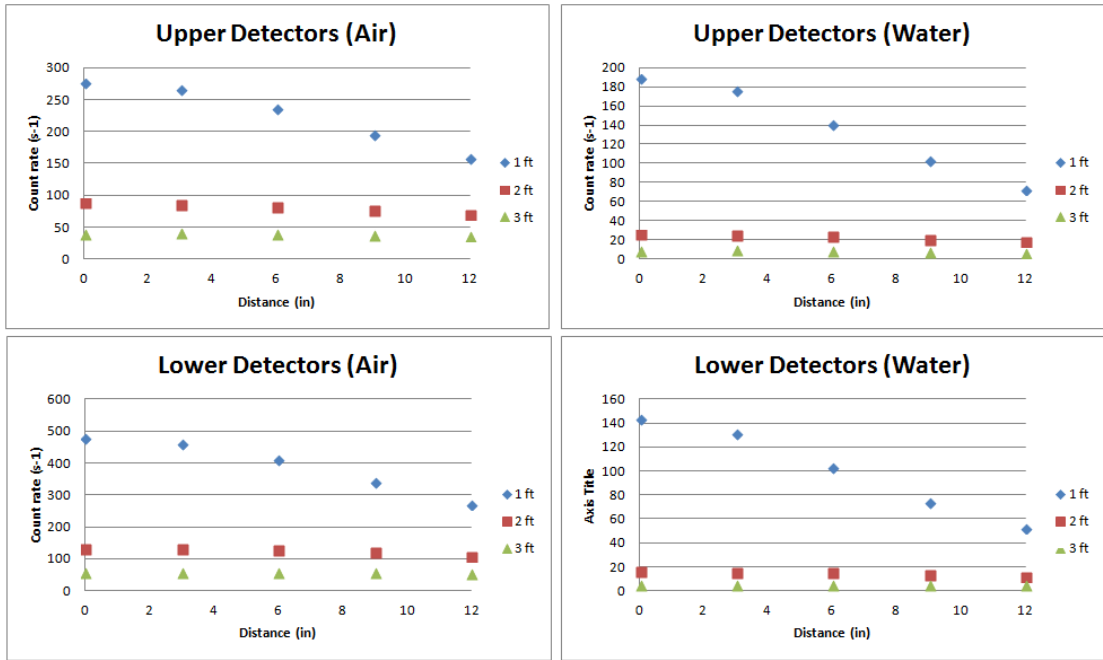 Upper Detectors (Air)
Count rate (s-1)
300
250
200
150
100
50
0
0 2 4 6 8 10 12
Distance (in)
1 ft
2 ft
3 ft
Upper Detectors (Water)
Count rate (s-1)
200
180
160
140
120
100
80
60
40
20
0
0 2 4 6 8 10 12
Distance (in)
1 ft
2 ft
3 ft
Lower Detectors (Air)
Count rate (s-1)
600
500
400
300
200
100
0
0 2 4 6 8 10 12
Distance (in)
1 ft
2 ft
3 ft
Lower Detectors (Water)
Axis Title
160
140
120
100
80
60
40
20
0
0 2 4 6 8 10 12
Distance (in)
1 ft
2 ft
3 ft